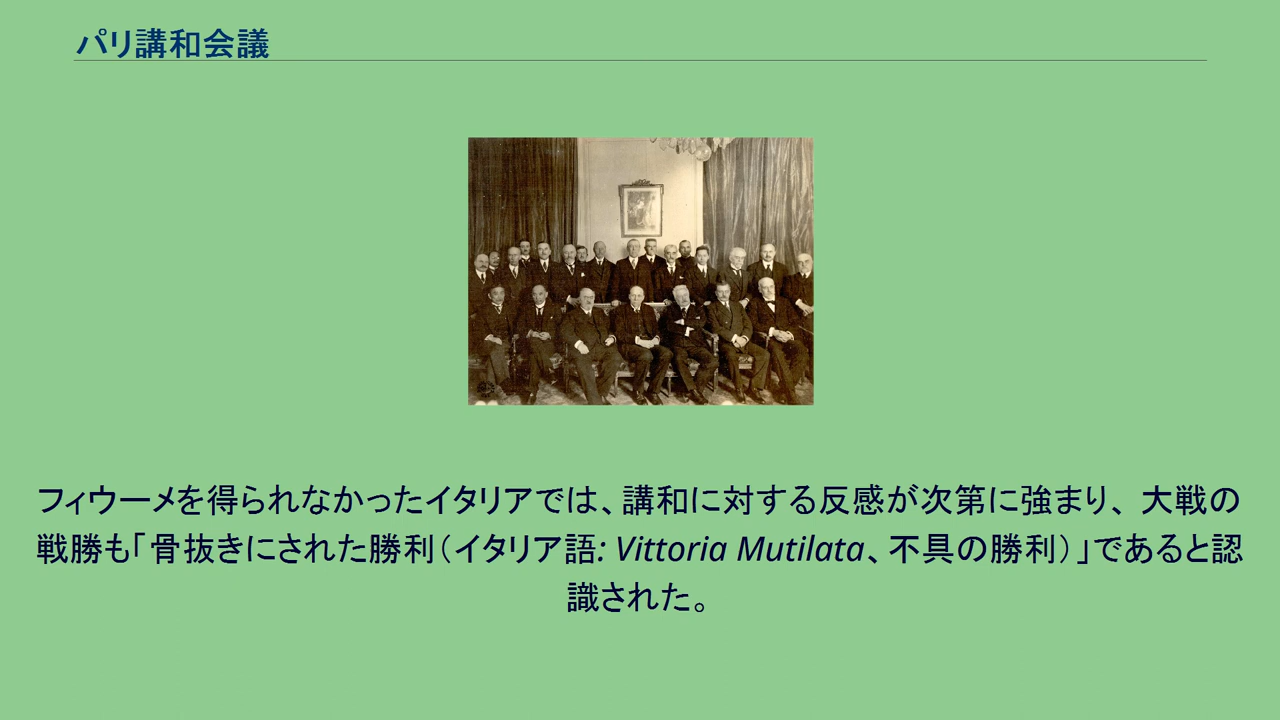 パリ講和会議
フィウーメを得られなかったイタリアでは、講和に対する反感が次第に強まり、大戦の
戦勝も「骨抜きにされた勝利（イタリア語: Vittoria Mutilata、不具の勝利）」であると認
識された。